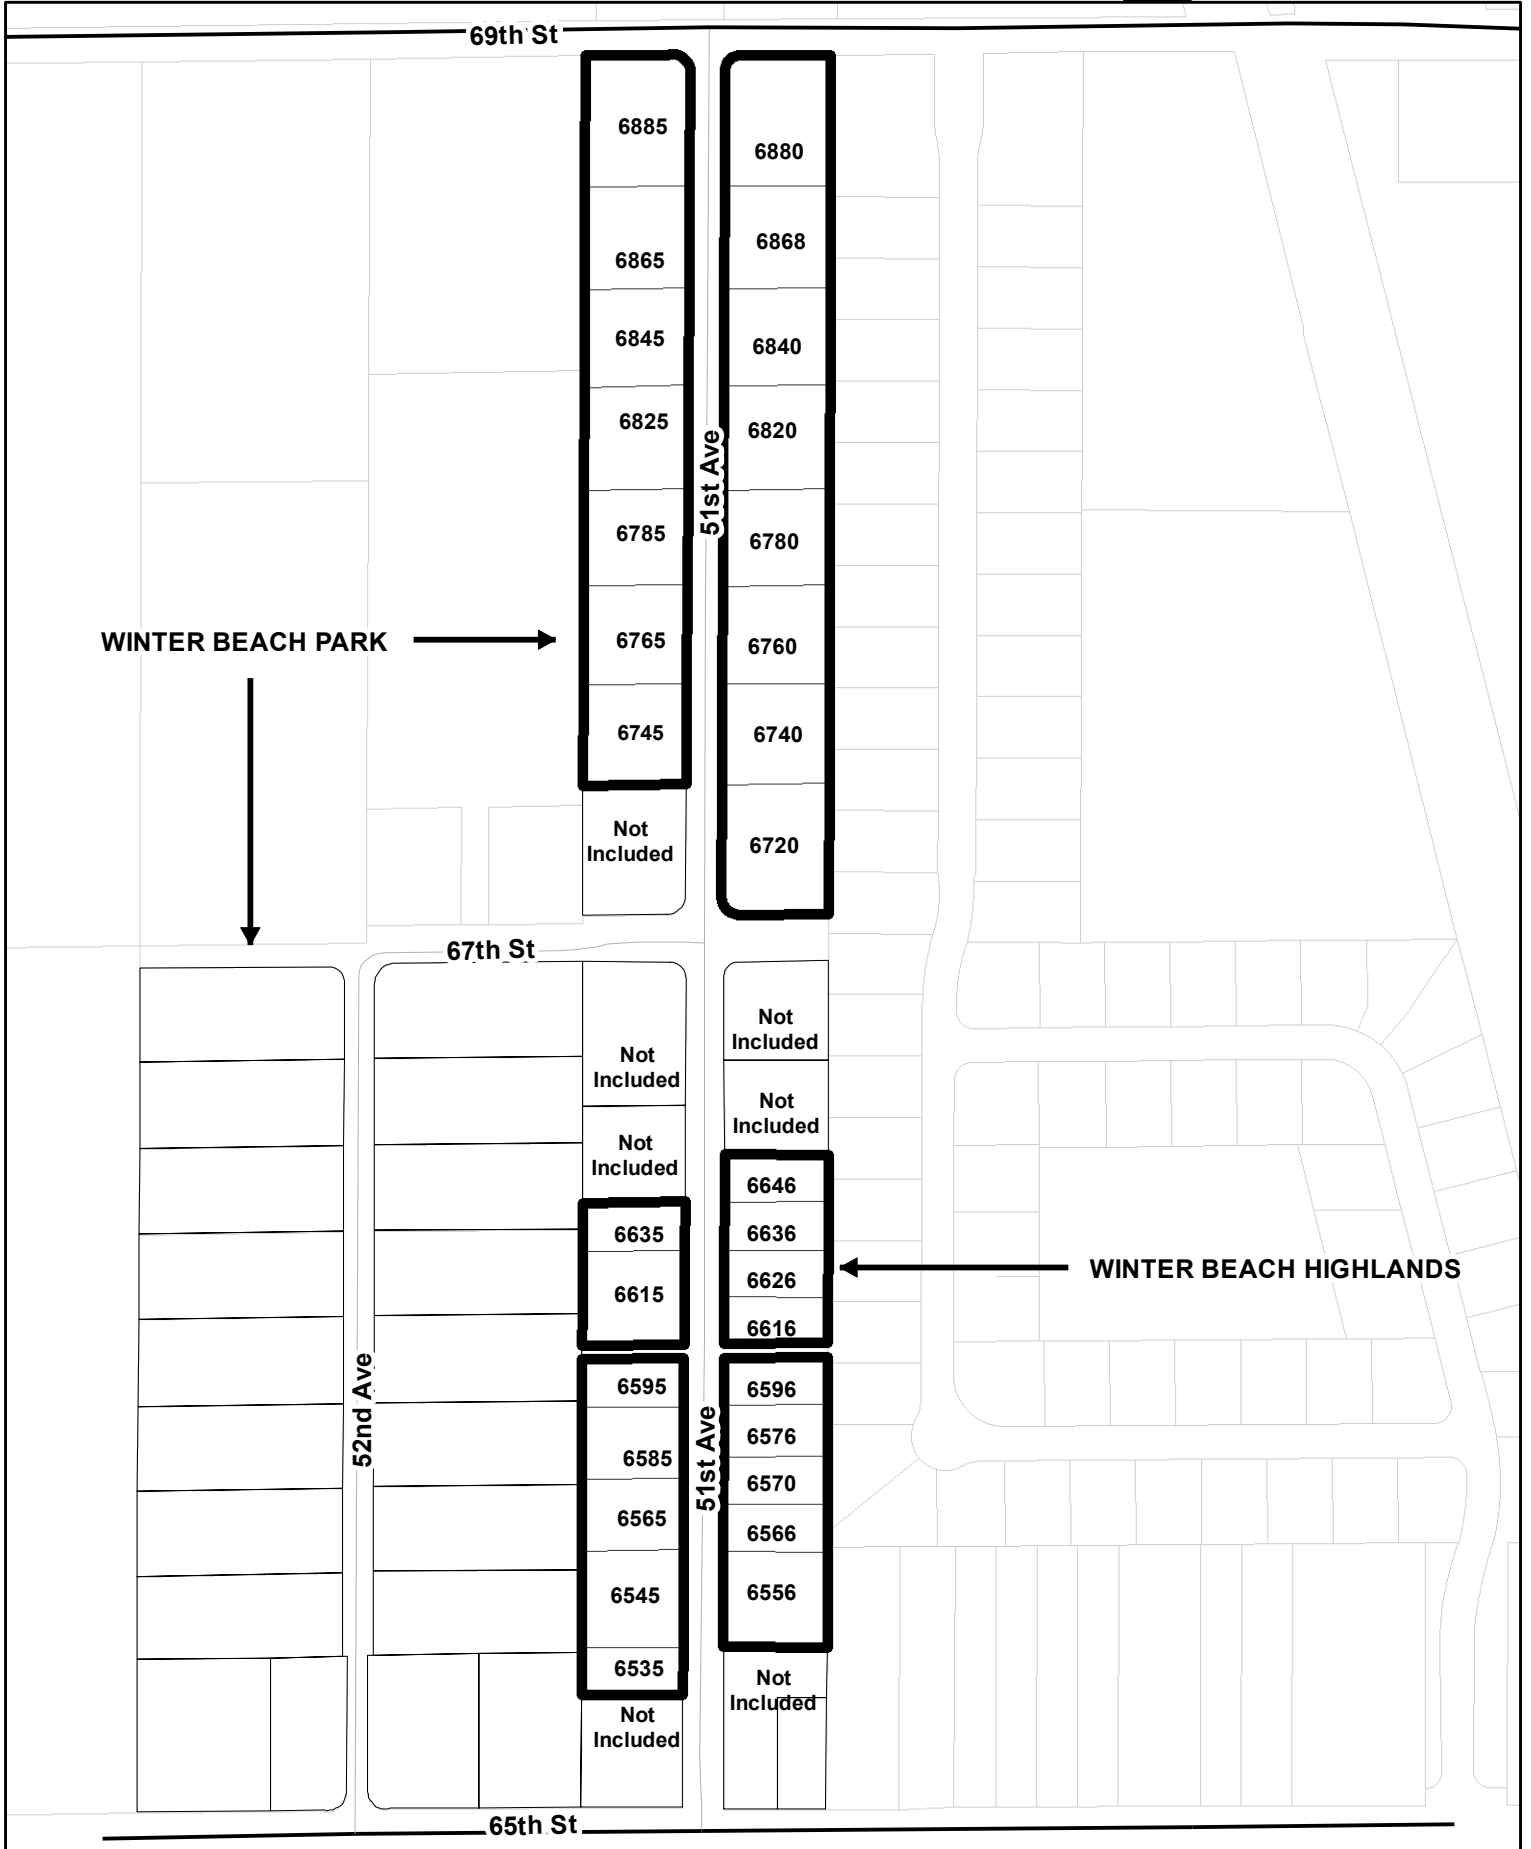 69th St
6885
6880
6865
6868
6845
6840
6825
6820
51st Ave
6785
6780
WINTER BEACH PARK
6765
6760
6745
6740
Not
Included
6720
67th St
Not
Included
Not
Included
Not
Included
Not
Included
6646
6635
6636
6615
6626
WINTER BEACH HIGHLANDS
6616
52nd Ave
51st Ave
6595
6596
6585
6576
6565
6570
6566
6545
6556
6535
Not
Included
Not
Included
65th St